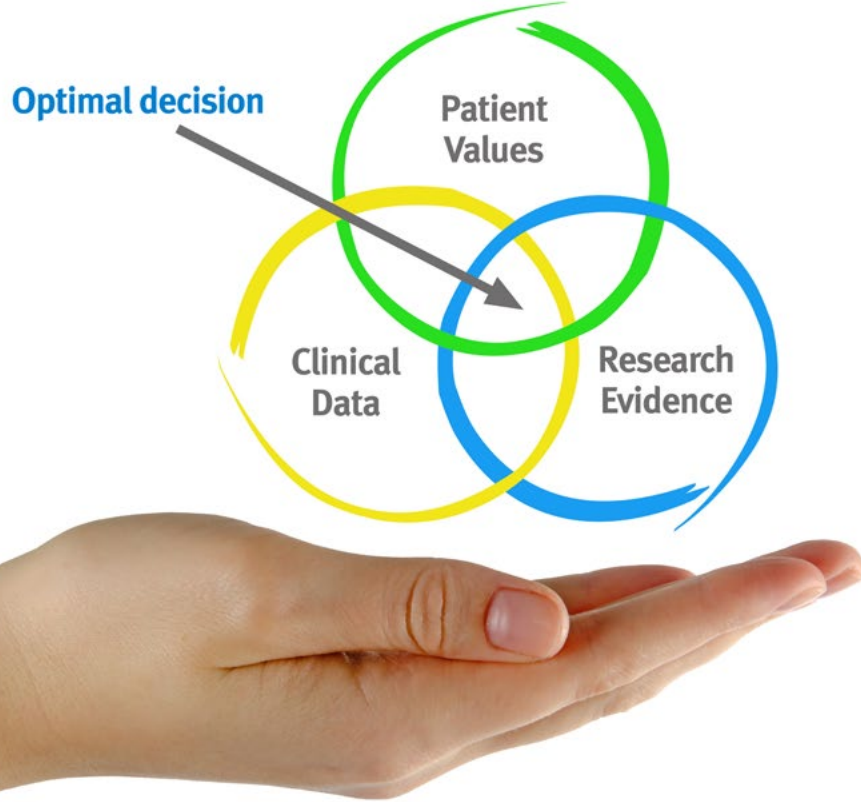 Optimal decision
Patient
Values
Clinical
Data
Research
Evidence